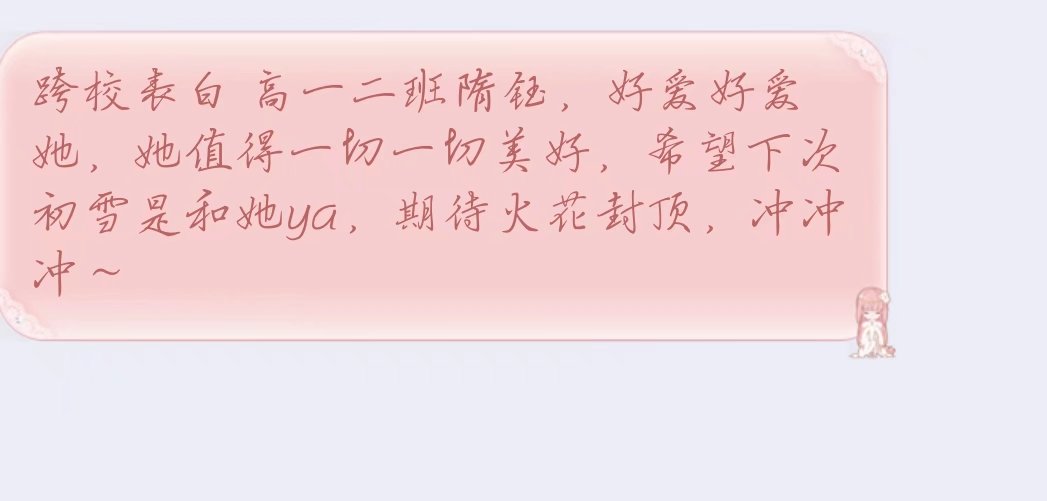 跨校表白 高一二班隋钰，好爱好爱
她，她值得一切一切美好，希望下次
初雪是和她ya，期待火花封顶，冲冲
冲～